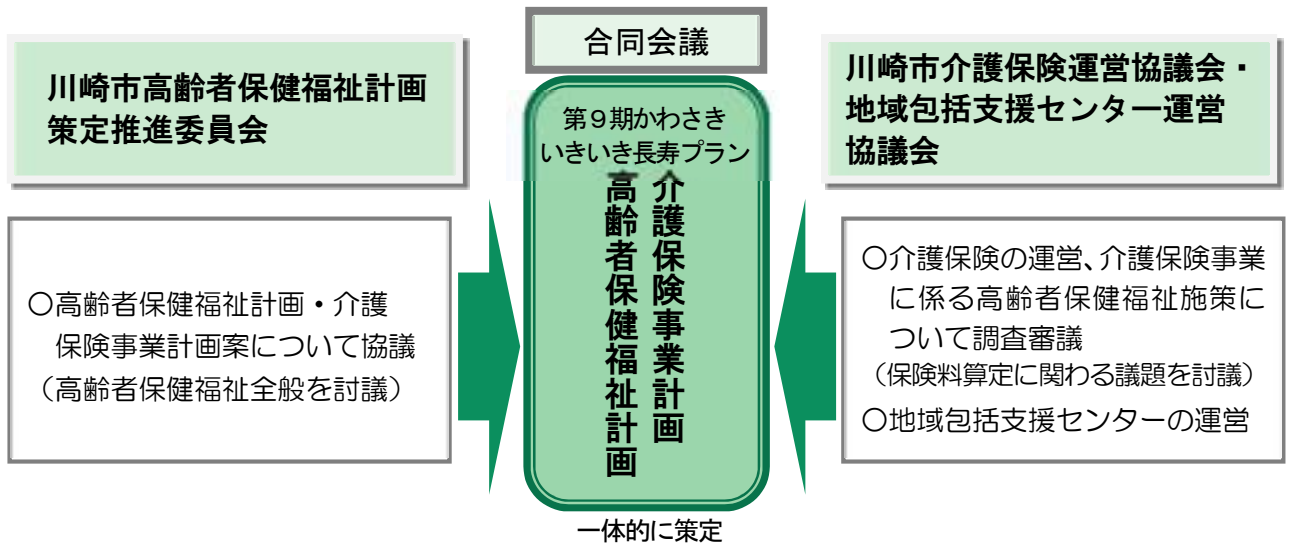 合同会議
川崎市高齢者保健福祉計画
策定推進委員会
〇高齢者保健福祉計画・介護
保険事業計画案について協議
（高齢者保健福祉全般を討議）
第９期かわさき
いきいき長寿プラン
介護保険事業計画
高齢者保健福祉計画
一体的に策定
川崎市介護保険運営協議会・
地域包括支援センター運営
協議会
〇介護保険の運営、介護保険事業
に係る高齢者保健福祉施策に
ついて調査審議
（保険料算定に関わる議題を討議）
〇地域包括支援センターの運営